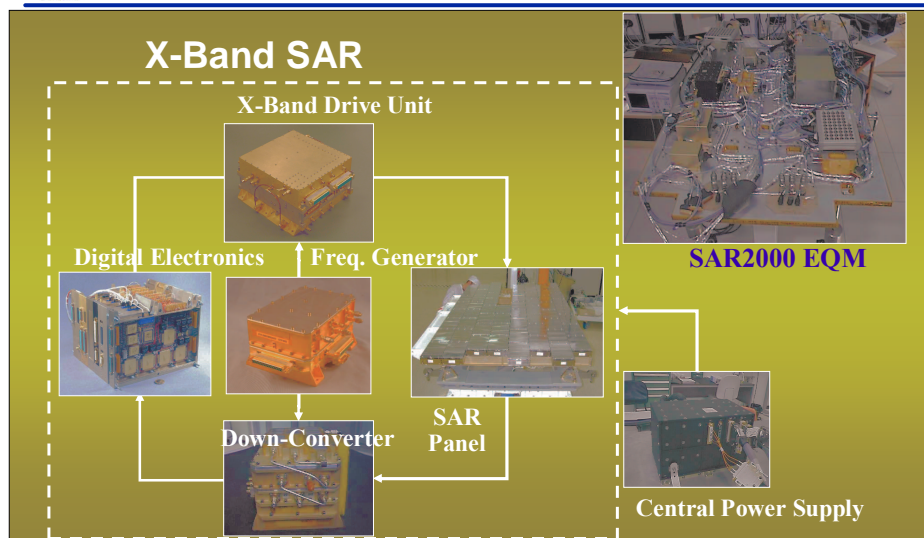 X-Band SAR
X-Band Drive Unit
SAR2000 EQM
Digital Electronics
Freq. Generator
SAR
Panel
Down-Converter
Central Power Supply